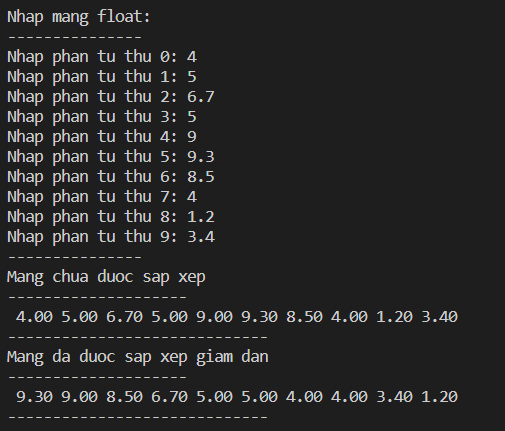 Nhap mang float:
---------------
Nhap phan tu thu 0: 4
Nhap phan tu thu 1: 5
Nhap phan tu thu 2: 6.7
Nhap phan tu thu 3: 5
Nhap phan tu thu 4: 9
Nhap phan tu thu 5: 9.3
Nhap phan tu thu 6: 8.5
Nhap phan tu thu 7: 4
Nhap phan tu thu 8: 1.2
Nhap phan tu thu 9: 3.4
---------------
Mang chua duoc sap xep
--------------------
 4.00 5.00 6.70 5.00 9.00 9.30 8.50 4.00 1.20 3.40
-----------------------------
Mang da duoc sap xep giam dan
--------------------
 9.30 9.00 8.50 6.70 5.00 5.00 4.00 4.00 3.40 1.20
-----------------------------